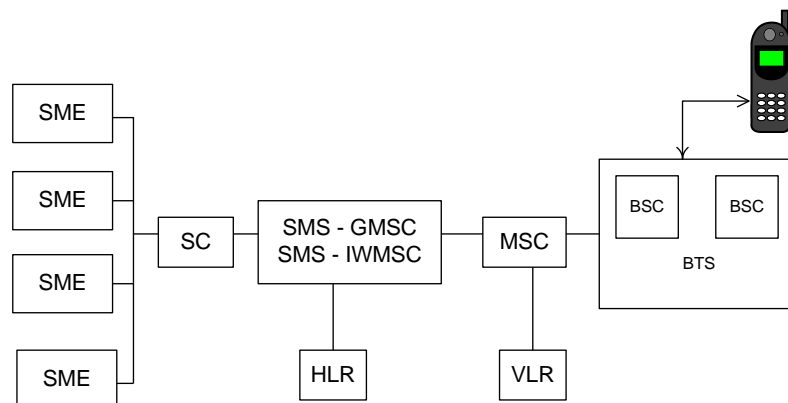 SME
SME
SME
SME
SC
SMS - GMSC
SMS - IWMSC
HLR
MSC
VLR
BSC
BSC
BTS